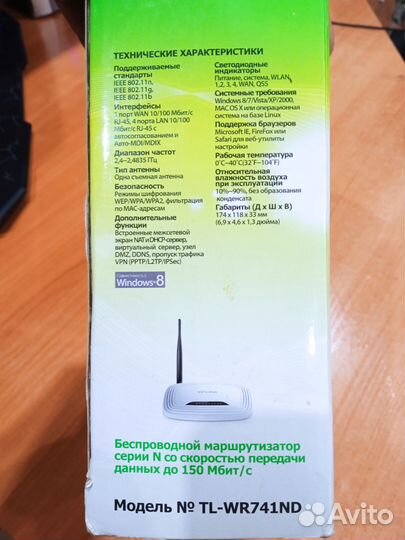 ТЕХНИЧЕСКИЕ ХАРАКТЕРИСТИКИ
Поддерживаемые
стандарты
IEEE 802.11n,
IEEE 802.11g,
IEEE 802.11b
Интерфейсы
1 порт WAN 10/100 Мбит/с
RJ-45, 4 порта LAN 10/100
Мбит/с RJ-45 с
автосогласованием и
Авто-MDI/MDIX
Диапазон частот
2,4–2,4835 ГГц
Тип антенны
Одна съемная антенна
Безопасность
Режимы шифрования
WEP/WPA/WPA2, фильтрация
по MAC-адресам
Дополнительные
функции
Встроенные межсетевой
экран NAT и DHCP-сервер,
виртуальный сервер, узел
DMZ, DDNS, пропуск трафика
VPN (PPTP/L2TP/IPSec)
Совместимость с
Windows 8
Светодиодные
индикаторы
Питание, система, WLAN,
1, 2, 3, 4, WAN, QSS
Системные требования
Windows 8/7/Vista/XP/2000,
MAC OS X или операционная
система на базе Linux
Поддержка браузеров
Microsoft IE, FireFox или
Safari для веб-утилиты
настройки
Рабочая температура
0˚C~40˚C(32˚F~104˚F)
Относительная
влажность воздуха
при эксплуатации
10%~90%, без образования
конденсата
Габариты (Д x Ш x В)
174 x 118 x 33 мм
(6,9 x 4,6 x 1,3 дюйма)
Беспроводной маршрутизатор
серии N со скоростью передачи
данных до 150 Мбит/с
Модель № TL-WR741ND
Avito